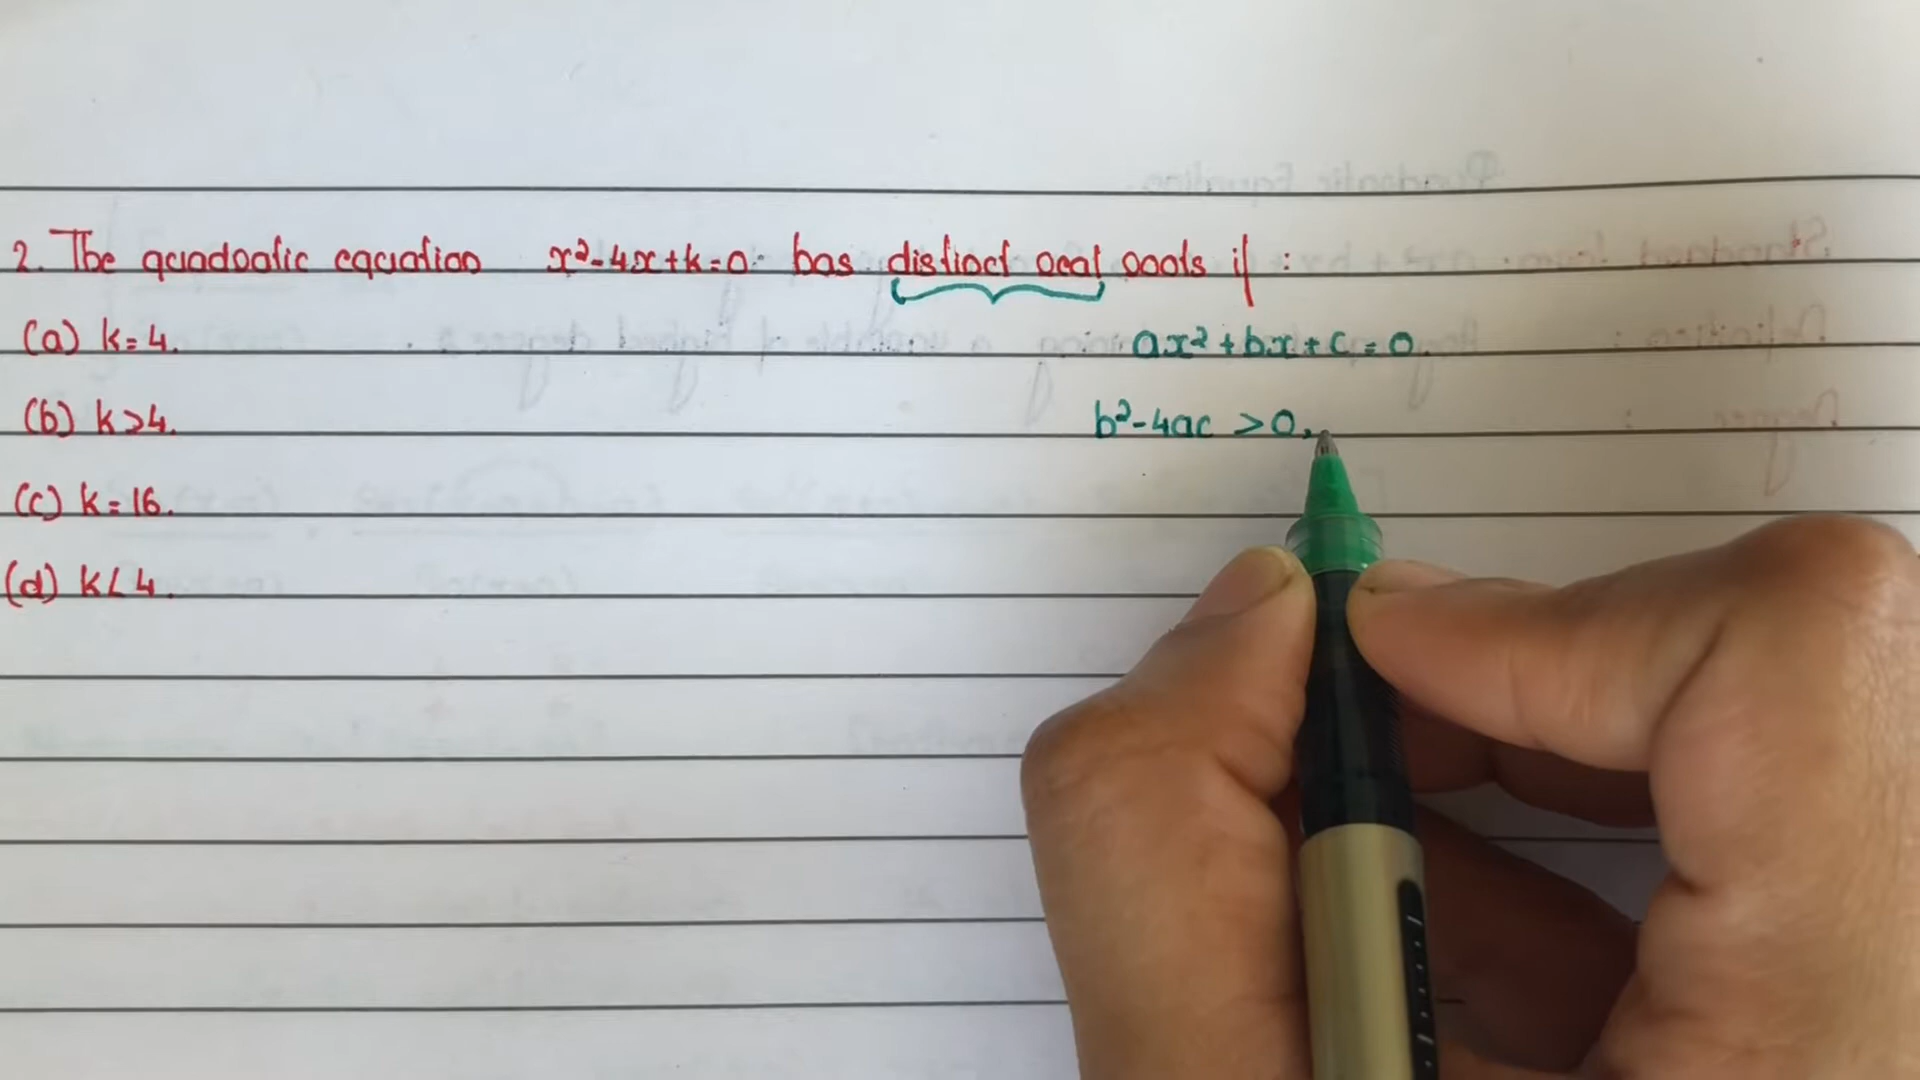 2. The quadratic equation x²-4x+k=0 has distinct real roots if :
(a) k=4.
ax²+bx+c=0.
(b) k>4.
b²-4ac >0,
(c) k=16.
(d) k<4.